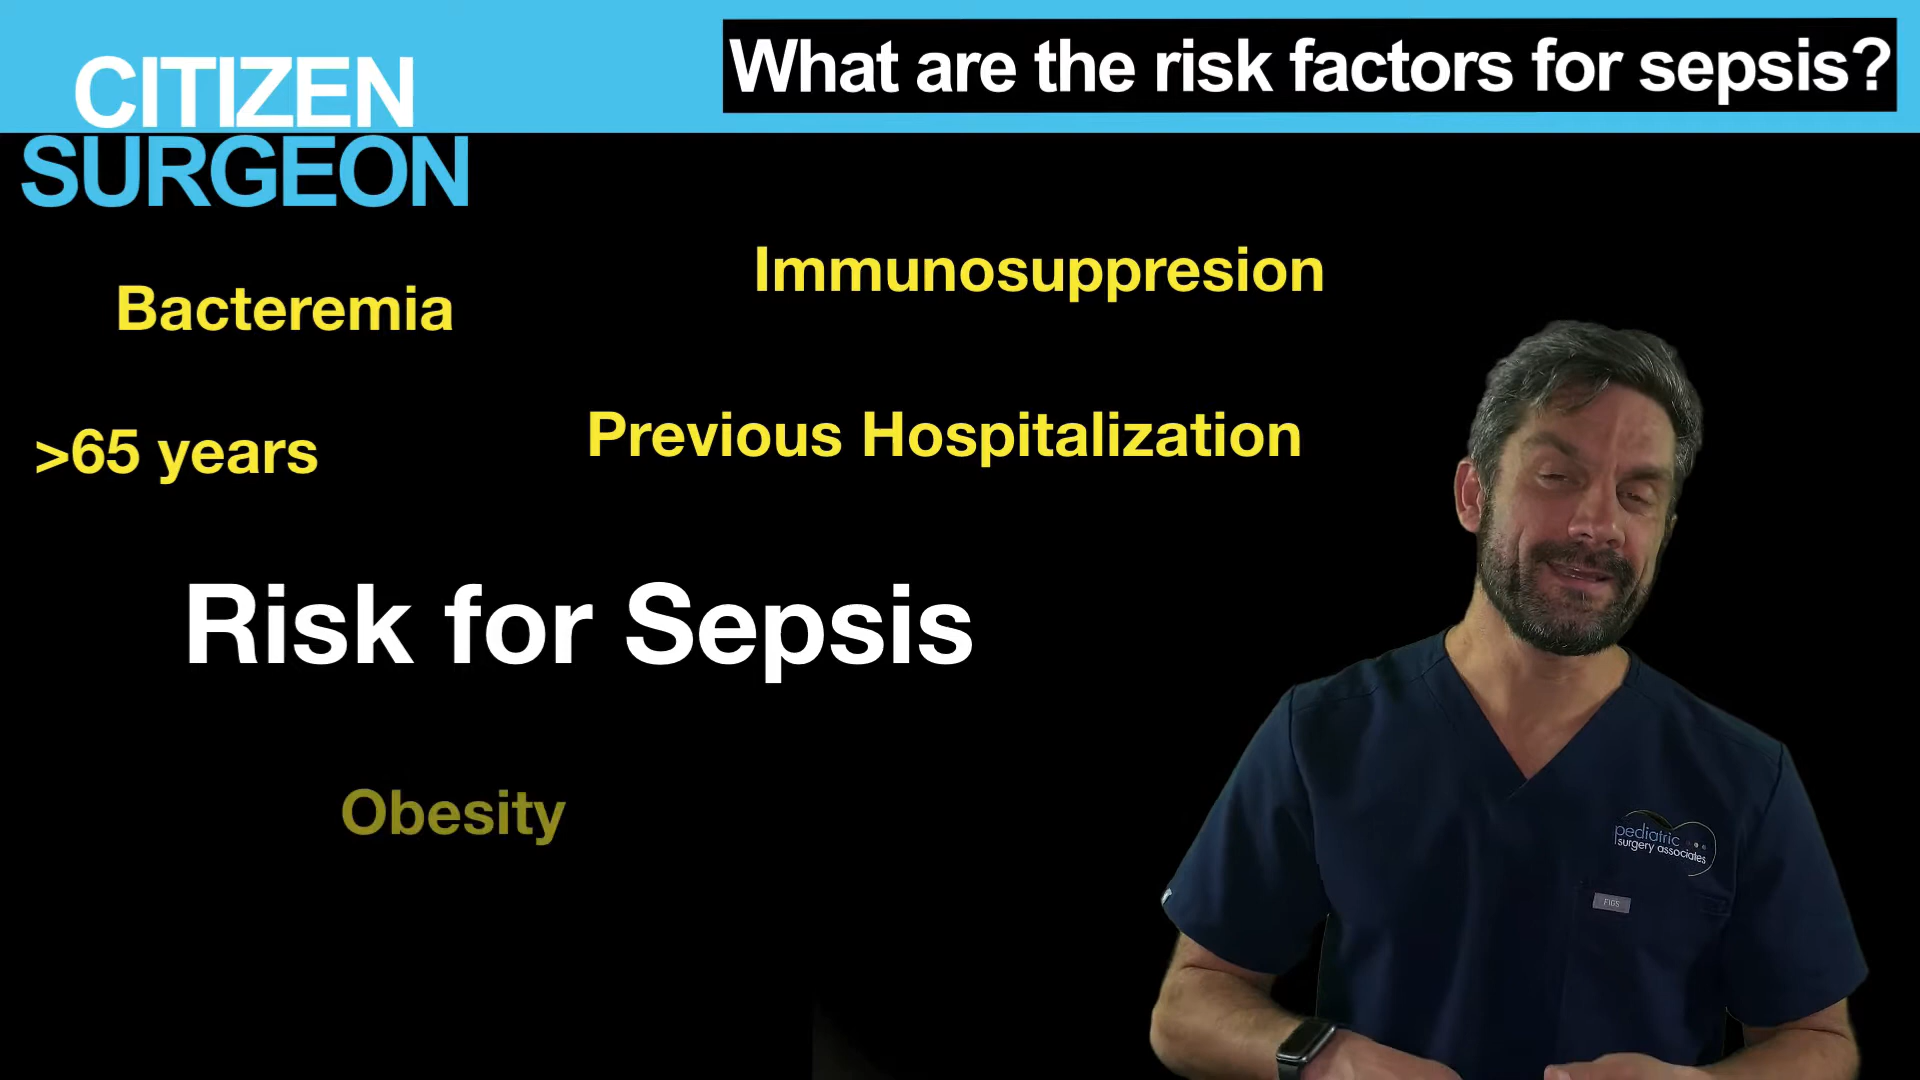 What are the risk factors for sepsis?
CITIZEN
SURGEON
Immunosuppresion
Bacteremia
Previous Hospitalization
>65 years
Risk for Sepsis
Obesity
pediatric
surgery associates
FIGS